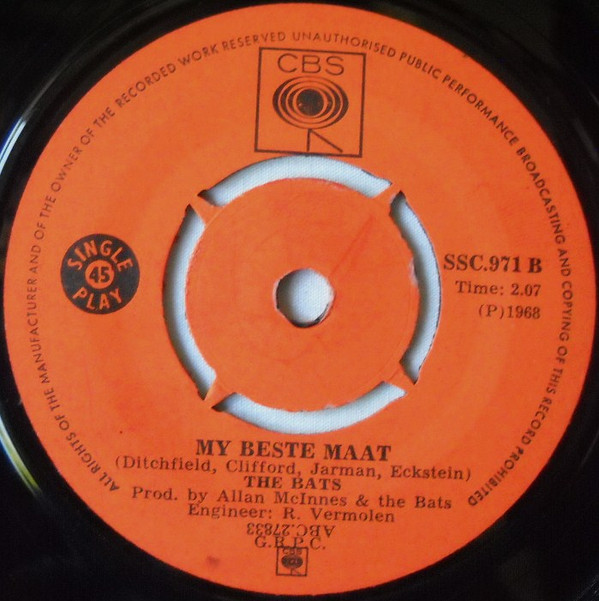 ALL RIGHTS OF THE MANUFACTURER AND OF THE OWNER OF THE RECORDED WORK RESERVED UNAUTHORISED PUBLIC PERFORMANCE BROADCASTING AND COPYING OF THIS RECORD PROHIBITED
CBS
SINGLE
45
PLAY
SSC.971 B
Time: 2.07
(P)1968
MY BESTE MAAT
(Ditchfield, Clifford, Jarman, Eckstein)
THE BATS
Prod. by Allan McInnes & the Bats
Engineer: R. Vermolen
ABC.27833
G.R.P.C.
CBS